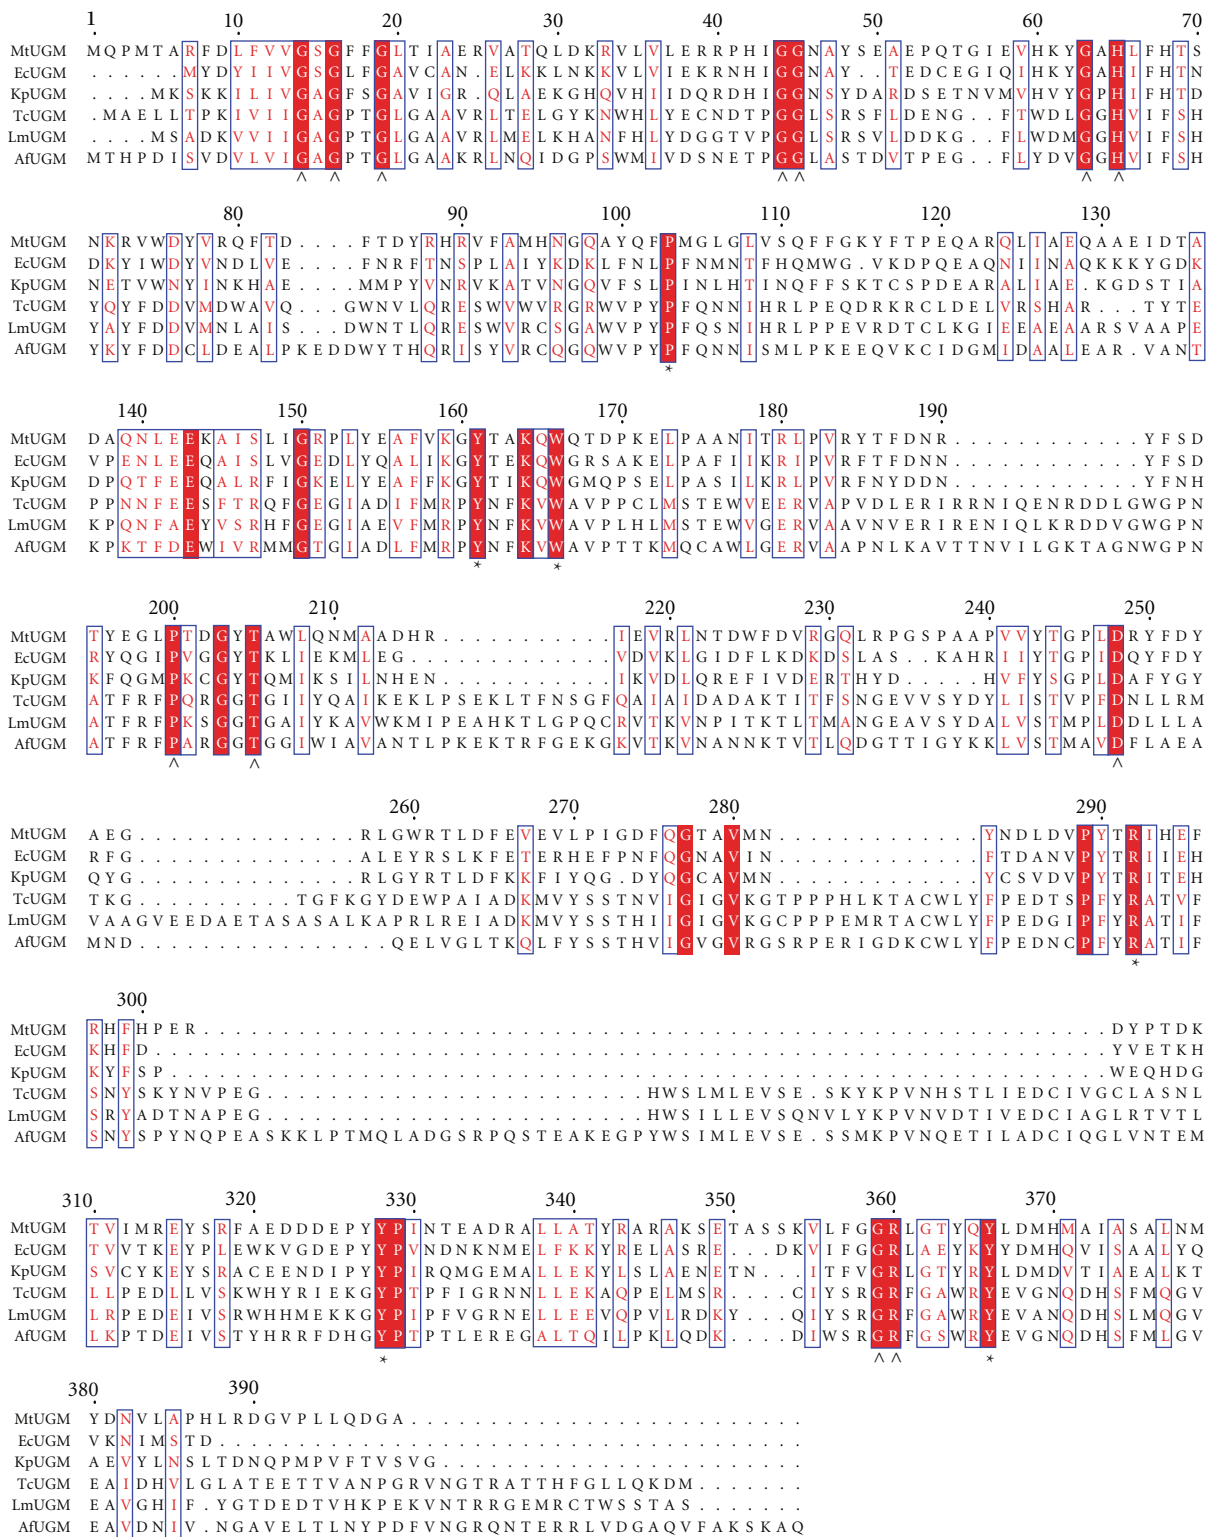 1 10 20 30 40 50 60 70
MtUGM MQPMTARFDLFVVGSGFFGLTIAERVATQLDKRVLVLERRPHIGGNAYSEAEPQTGIEVHKYGAHLFHTS
EcUGM ......MYDYIIVGSGLFGAVCAN.ELKKLNKKVLVIEKRNHIGGNAY..TEDCEGIQIHKYGAHIFHTN
KpUGM ....MKSKKILIVGAGFSGAVIGR.QLAEKGHQVHIIDQRDHIGGNSYDARDSETNVMVHVYGPHIFHTD
TcUGM .MAELLTPKIVIIGAGPTGLGAAVRLTELGYKNWHLYECNDTPGGLSRSFLDENG..FTWDLGGHVIFSH
LmUGM ....MSADKVVIIGAGPTGLGAAVRLMELKHANFHLYDGGTVPGGLSRSVLDDKG..FLWDMGGHVIFSH
AfUGM MTHPDISVDVLVIGAGPTGLGAAKRLNQIDGPSWMIVDSNETPGGLASTDVTPEG..FLYDVGGHVIFSH
^ ^ ^ ^ ^ ^ ^
80 90 100 110 120 130
MtUGM NKRVWDYVRQFTD....FTDYRHRVFAMHNGQAYQFPMGLGLVSQFFGKYFTPEQARQLIAEQAAEIDTA
EcUGM DKYIWDYVNDLVE....FNRFTNSPLAIYKDKLFNLPFNMNTFHQMWG.VKDPQEAQNIINAQKKKYGDK
KpUGM NETVWNYINKHAE....MMPYVNRVKATVNGQVFSLPINLHTINQFFSKTCSPDEARALIAE.KGDSTIA
TcUGM YQYFDDVMDWAVQ...GWNVLQRESWVWVRGRWVPYPFQNNIHRLPEQDRKRCLDELVRSHAR...TYTE
LmUGM YAYFDDVMNLAIS...DWNTLQRESWVRCSGAWVPYPFQSNIHRLPPEVRDTCLKGIEEAEAARSVAAPE
AfUGM YKYFDDCLDEALPKEDDWYTHQRISYVRCQGQWVPYPFQNNISMLPKEEQVKCIDGMIDAALEAR.VANT
*
140 150 160 170 180 190
MtUGM DAQNLEEKAISLIGRPLYEAFVKGYTAKQWQTDPKELPAANITRLPVRYTFDNR............YFSD
EcUGM VPENLEEQAISLVGEDLYQALIKGYTEKQWGRSAKELPAFIIKRIPVRFTFDNN............YFSD
KpUGM DPQTFEEQALRFIGKELYEAFFKGYTIKQWGMQPSELPASILKRLPVRFNYDDN............YFNH
TcUGM PPNNFEESFTRQFGEGIADIFMRPYNFKVWAVPPCLMSTEWVEERVAPVDLERIRRNIQENRDDLGWGPN
LmUGM KPQNFAEYVSRHFGEGIAEVFMRPYNFKVWAVPLHLMSTEWVGERVAAVNVERIRENIQLKRDDVGWGPN
AfUGM KPKTFDEWIVRMMGTGIADLFMRPYNFKVWAVPTTKMQCAWLGERVAAPNLKAVTTNVILGKTAGNWGPN
* *
200 210 220 230 240 250
MtUGM TYEGLPTDGYTAWLQNMAADHR...........IEVRLNTDWFDVRGQLRPGSPAAPVVYTGPLDRYFDY
EcUGM RYQGIPVGGYTKLIEKMLEG.............VDVKLGIDFLKDKDSLAS..KAHRIIYTGPIDQYFDY
KpUGM KFQGMPKCGYTQMIKSILNHEN...........IKVDLQREFIVDERTHYD....HVFYSGPLDAFYGY
TcUGM ATFRFPQRGGTGIIYQAIKEKLPSEKLTFNSGFQAIAIDADAKTITFSNGEVVSYDYLISTVPFDNLLRM
LmUGM ATFRFPKSGGTGAIYKAVWKMIPEAHKTLGPQCRVTKVNPITKTLTMANGEAVSYDALVSTMPLDDLLLA
AfUGM ATFRFPARGGTGGIWIAVANTLPKEKTRFGEKGKVTKVNANNKTVTLQDGTTIGYKKLVSTMAVDFLAEA
^ ^ ^
260 270 280 290
MtUGM AEG..............RLGWRTLDFEVEVLPIGDFQGTAVMN...............YNDLDVPYTRIHEF
EcUGM RFG..............ALEYRSLKFETERHEFPNFQGNAVIN...............FTDANVPYTRIIEH
KpUGM QYG..............RLGYRTLDFKKFIYQG.DYQGCAVMN...............YCSVDVPYTRITEH
TcUGM TKG..........TGFKGYDEWPAIADKMVYSSTNVIGIGVKGTPPPHLKTACWLYFPEDTSPFYRATVF
LmUGM VAAGVEEDAETASASALKAPRLREIADKMVYSSTHIIGIGVKGCPPPEMRTACWLYFPEDGIPFYRATIF
AfUGM MND................QELVGLTKQLFYSSTHVIGVGVRGSRPERIGDKCWLYFPEDNCPFYRATIF
*
300
MtUGM RHFHPER.........................................................DYPTDK
EcUGM KHFD............................................................YVETKH
KpUGM KYFSP...........................................................WEQHDG
TcUGM SNYSKYNVPEG........................HWSLMLEVSE.SKYKPVNHSTLIEDCIVGCLASNL
LmUGM SRYADTNAPEG........................HWSILLEVSQNVLYKPVNVDTIVEDCIAGLRTVTL
AfUGM SNYSPYNQPEASKKLPTMQLADGSRPQSTEAKEGPYWSIMLEVSE.SSMKPVNQETILADCIQGLVNTEM
310 320 330 340 350 360 370
MtUGM TVIMREYSRFAEDDDEPYYPINTEADRALLATYRARAKSETASSKVLFGGRLGTYQYLDMHMAIASALNM
EcUGM TVVTKEYPLEWKVGDEPYYPVNDNKNMELFKKYRELASRE...DKVIFGGRLAEYKYYDMHQVISAALYQ
KpUGM SVCYKEYSRACEENDIPYYPIRQMGEMALLEKYLSLAENETN...ITFVGRLGTYRYLDMDVTIAEALKT
TcUGM LLPEDLLVSKWHYRIEKGYPTPFIGRNNLLEKAQPELMSR....CIYSRGRFGAWRYEVGNQDHSFMQGV
LmUGM LRPEDEIVSRWHHMEKKGYPIPFVGRNELLEEVQPVLRDKY....QIYSRGRFGAWRYEVANQDHSLMQGV
AfUGM LKPTDEIVSTYHRRFDHGYPTPTLEREGALTQILPKLQDK....DIWSRGRFGSWRYEVGNQDHSFMLGV
* ^ ^ *
380 390
MtUGM YDNVLAPHLRDGVPLLQDGA.........................
EcUGM VKNIMSTD.....................................
KpUGM AEVYLNSLTDNQPMPVFTVSVG.......................
TcUGM EAIDHVLGLATEETTVANPGRVNGTRATTHFGLLQKDM.......
LmUGM EAVGHIF.YGTDEDTVHKPEKVNTRRGEMRCTWSSTAS.......
AfUGM EAVDNIV.NGAVELTLNYPDFVNGRQNTERRLVDGAQVFAKSKAQ